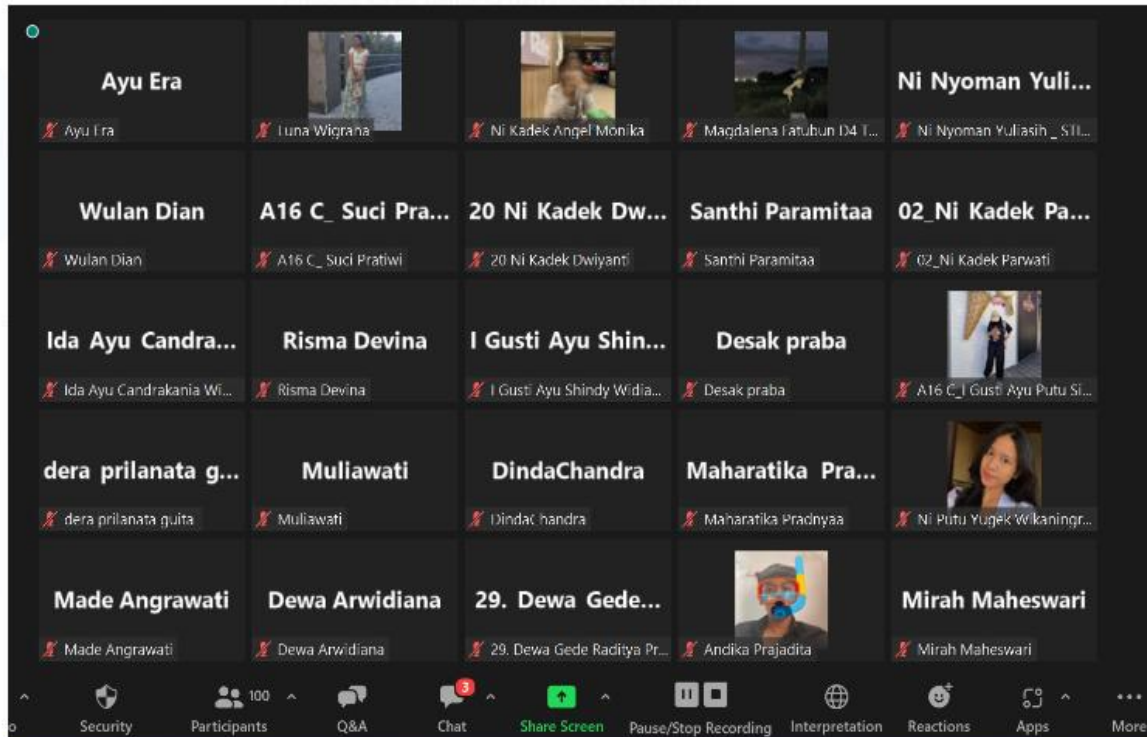 Ayu Era
Ayu Era
Luna Wigrana
Ni Kadek Angel Monika
Magdalena Fatubun D4 T...
Ni Nyoman Yuli...
Ni Nyoman Yuliasih _ STI...
Wulan Dian
Wulan Dian
A16 C_ Suci Pra...
A16 C_ Suci Pratiwi
20 Ni Kadek Dw...
20 Ni Kadek Dwiyanti
Santhi Paramitaa
Santhi Paramitaa
02_Ni Kadek Pa...
02_Ni Kadek Parwati
Ida Ayu Candra...
Ida Ayu Candrakania Wi...
Risma Devina
Risma Devina
I Gusti Ayu Shin...
I Gusti Ayu Shindy Widia...
Desak praba
Desak praba
A16 C_I Gusti Ayu Putu Si...
dera prilanata g...
dera prilanata guita
Muliawati
Muliawati
DindaChandra
DindaChandra
Maharatika Pra...
Maharatika Pradnyaa
Ni Putu Yugek Wikaningr...
Made Angrawati
Made Angrawati
Dewa Arwidiana
Dewa Arwidiana
29. Dewa Gede...
29. Dewa Gede Raditya Pr...
Andika Prajadita
Mirah Maheswari
Mirah Maheswari
o
Security
100
Participants
Q&A
3
Chat
Share Screen
Pause/Stop Recording
Interpretation
Reactions
Apps
More